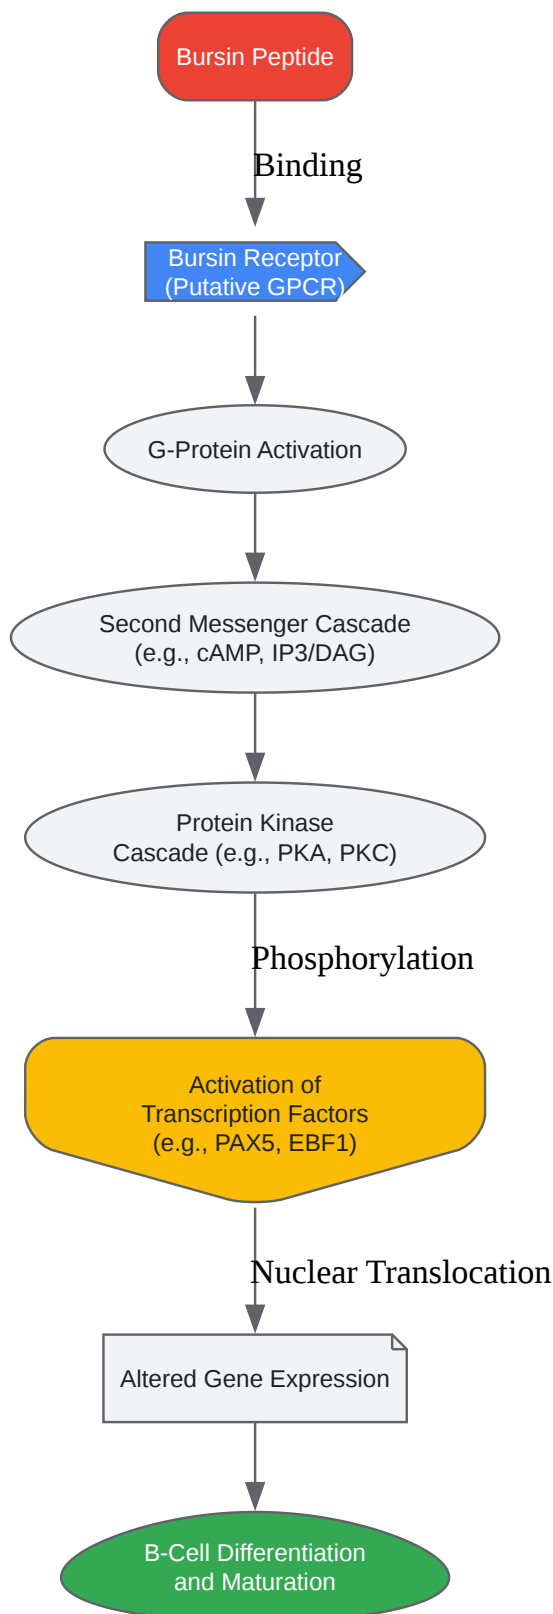 Bursin Peptide
Binding
Bursin Receptor
(Putative GPCR)
G-Protein Activation
Second Messenger Cascade
(e.g., cAMP, IP3/DAG)
Protein Kinase
Cascade (e.g., PKA, PKC)
Phosphorylation
Activation of
Transcription Factors
(e.g., PAX5, EBF1)
Nuclear Translocation
Altered Gene Expression
B-Cell Differentiation
and Maturation